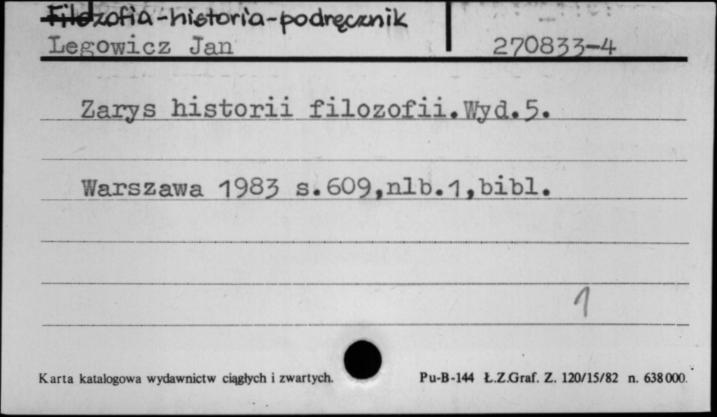 Filozofia-historia-podręcznik
Legowicz Jan 270833-4
Zarys historii filozofii.Wyd.5.
Warszawa 1983 s.609,nlb.1,bibl.
1
Karta katalogowa wydawnictw ciągłych i zwartych. Pu-B-144 Ł.Z.Graf. Z. 120/15/82 n. 638000.